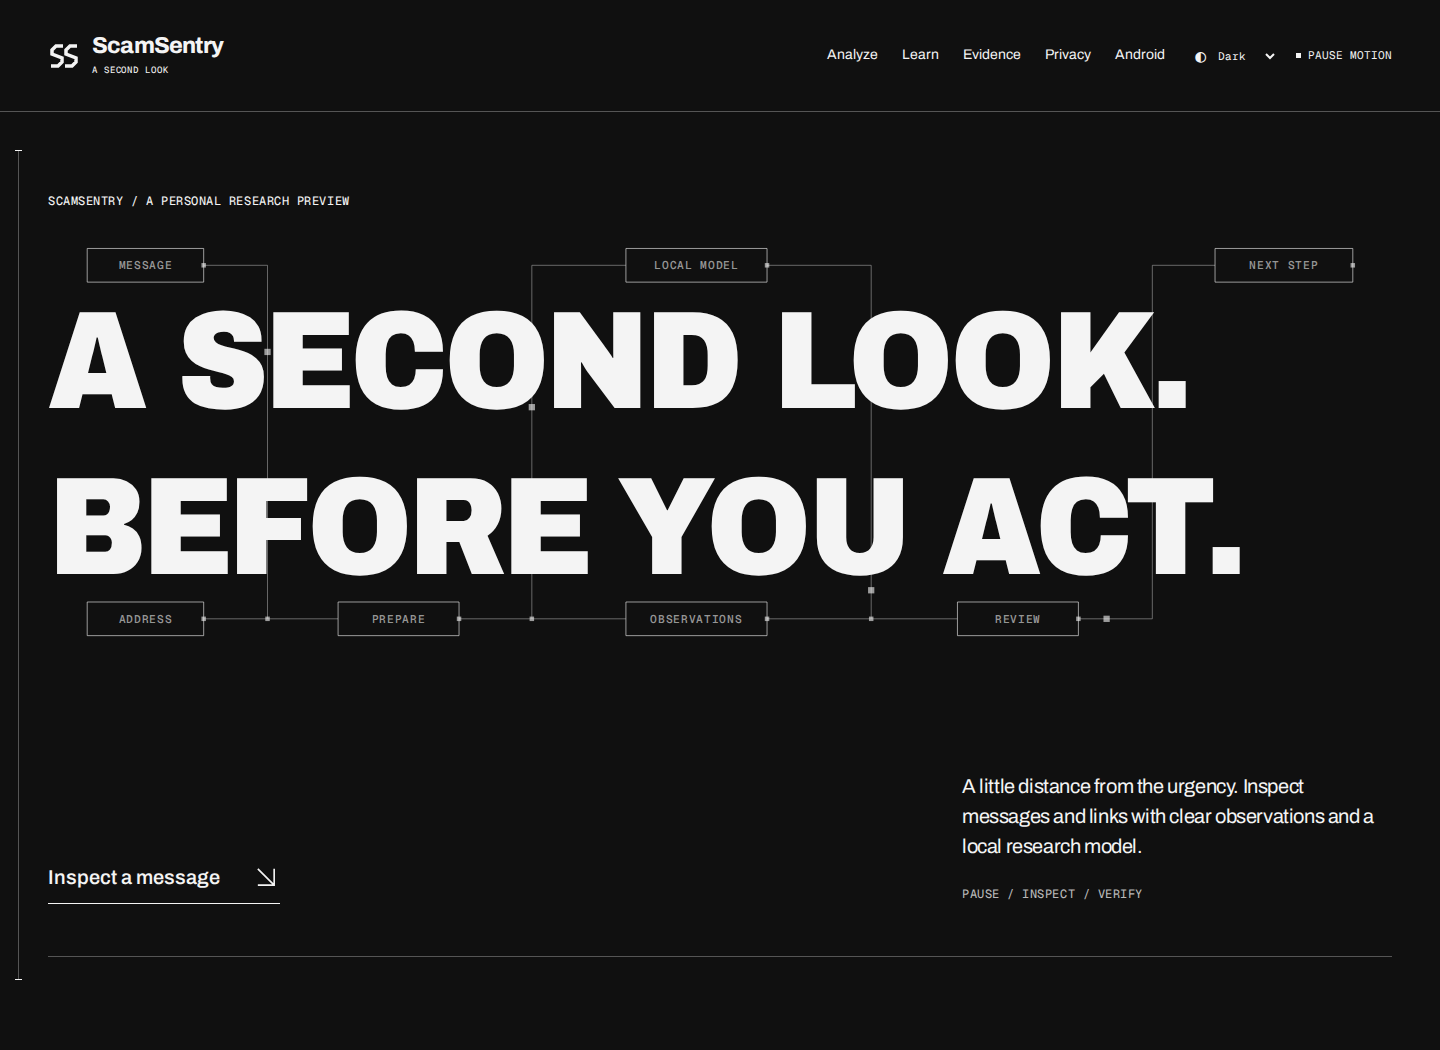 SS ScamSentry
A SECOND LOOK
Analyze Learn Evidence Privacy Android Dark PAUSE MOTION
SCAMSENTRY / A PERSONAL RESEARCH PREVIEW
MESSAGE LOCAL MODEL NEXT STEP
A SECOND LOOK.
BEFORE YOU ACT.
ADDRESS PREPARE OBSERVATIONS REVIEW
A little distance from the urgency. Inspect
messages and links with clear observations and a
local research model.
Inspect a message
PAUSE / INSPECT / VERIFY